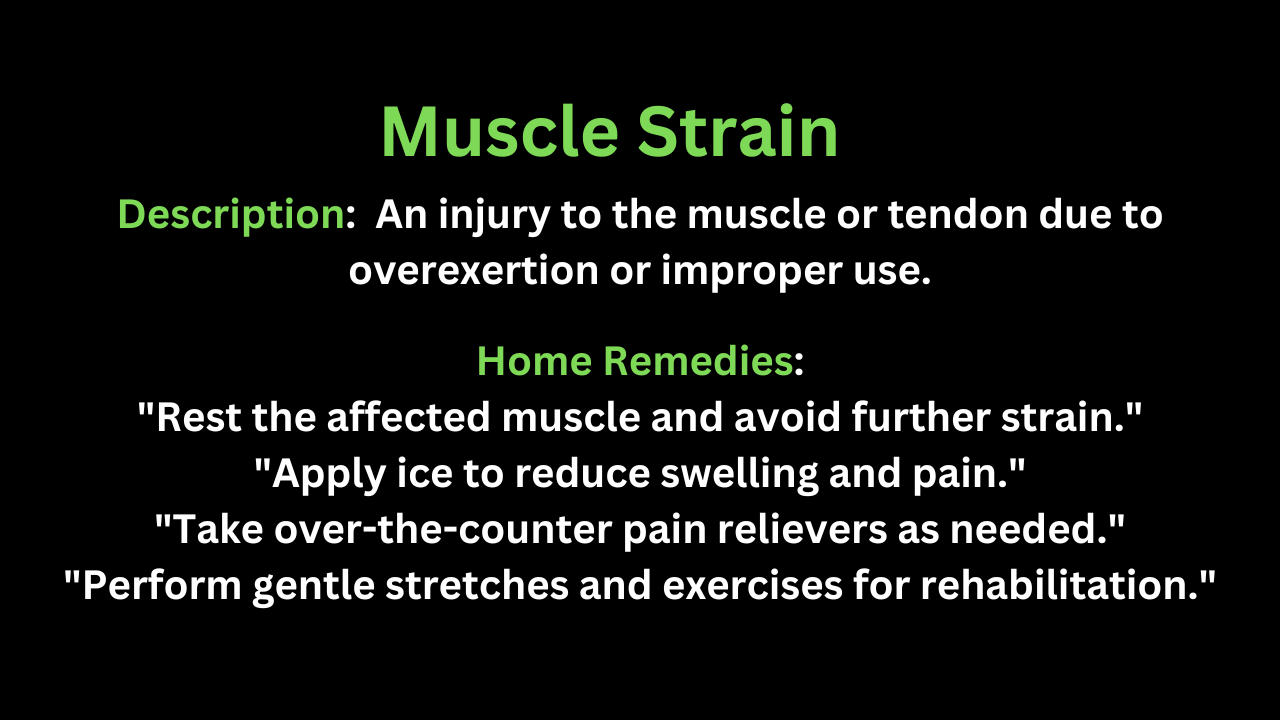 Muscle Strain
Description:  An injury to the muscle or tendon due to
overexertion or improper use.
Home Remedies:
"Rest the affected muscle and avoid further strain."
"Apply ice to reduce swelling and pain."
"Take over-the-counter pain relievers as needed."
"Perform gentle stretches and exercises for rehabilitation."